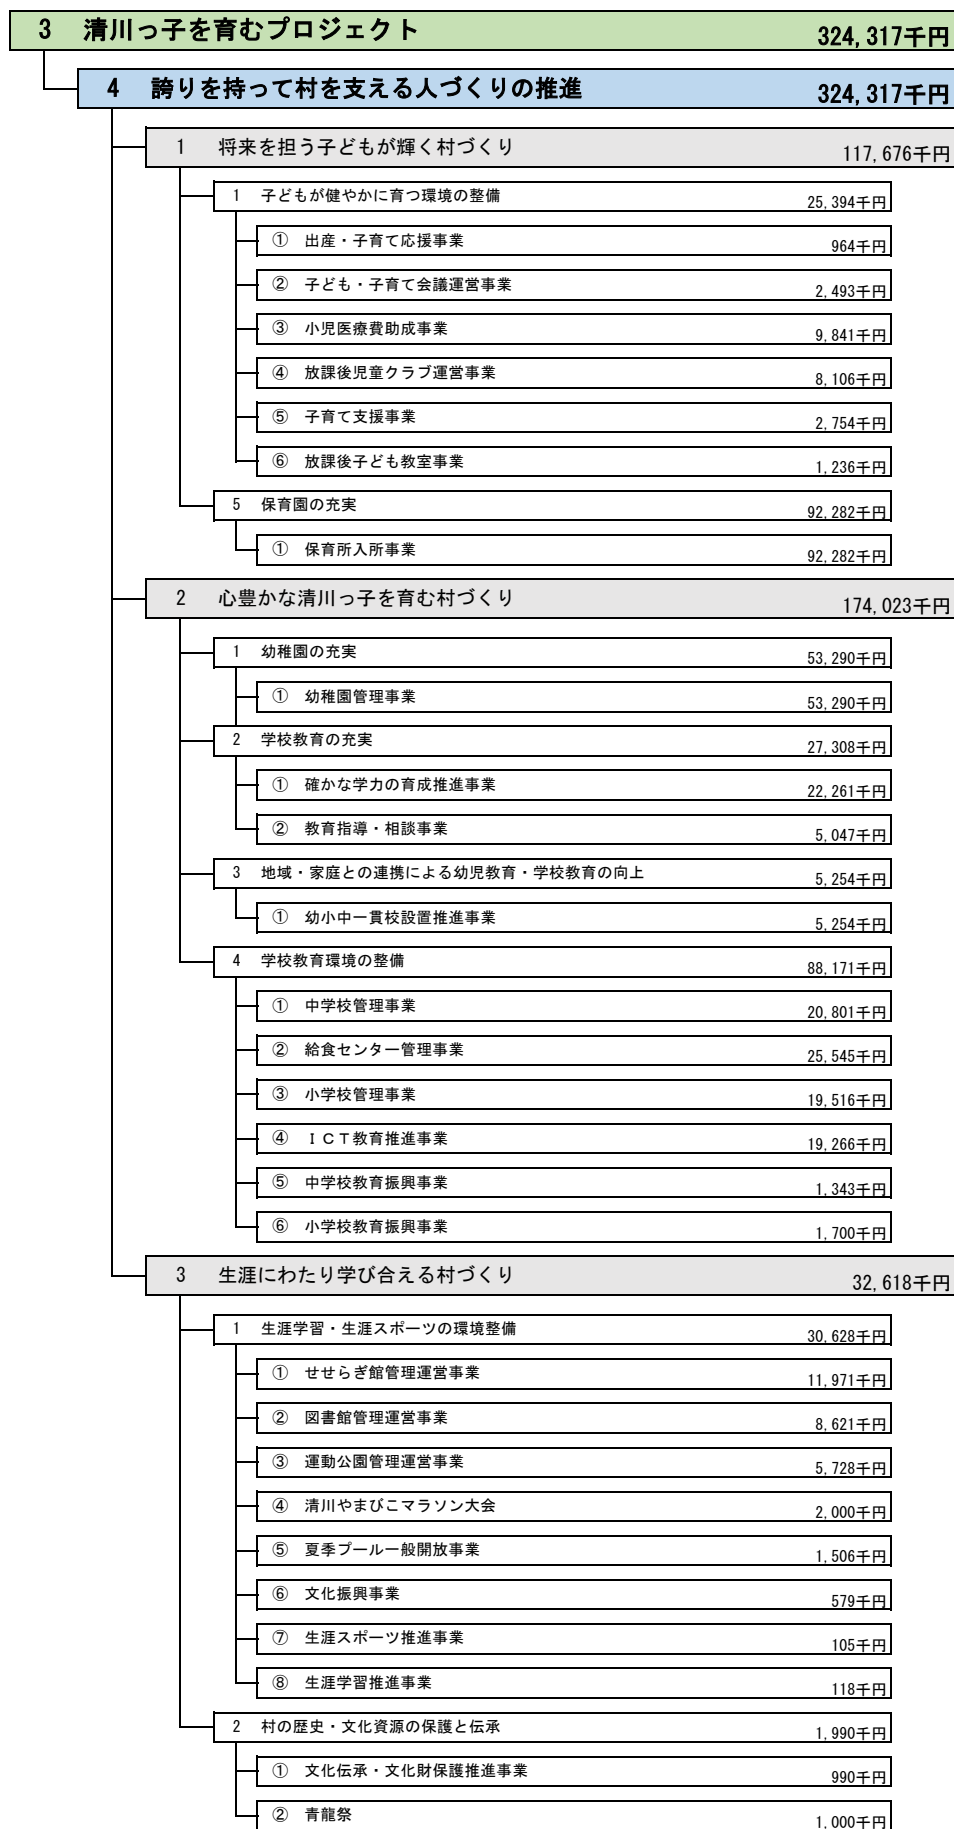 3 清川っ子を育むプロジェクト 324,317千円
4 誇りを持って村を支える人づくりの推進 324,317千円
1 将来を担う子どもが輝く村づくり 117,676千円
1 子どもが健やかに育つ環境の整備 25,394千円
① 出産・子育て応援事業 964千円
② 子ども・子育て会議運営事業 2,493千円
③ 小児医療費助成事業 9,841千円
④ 放課後児童クラブ運営事業 8,106千円
⑤ 子育て支援事業 2,754千円
⑥ 放課後子ども教室事業 1,236千円
5 保育園の充実 92,282千円
① 保育所入所事業 92,282千円
2 心豊かな清川っ子を育む村づくり 174,023千円
1 幼稚園の充実 53,290千円
① 幼稚園管理事業 53,290千円
2 学校教育の充実 27,308千円
① 確かな学力の育成推進事業 22,261千円
② 教育指導・相談事業 5,047千円
3 地域・家庭との連携による幼児教育・学校教育の向上 5,254千円
① 幼小中一貫校設置推進事業 5,254千円
4 学校教育環境の整備 88,171千円
① 中学校管理事業 20,801千円
② 給食センター管理事業 25,545千円
③ 小学校管理事業 19,516千円
④ ＩＣＴ教育推進事業 19,266千円
⑤ 中学校教育振興事業 1,343千円
⑥ 小学校教育振興事業 1,700千円
3 生涯にわたり学び合える村づくり 32,618千円
1 生涯学習・生涯スポーツの環境整備 30,628千円
① せせらぎ館管理運営事業 11,971千円
② 図書館管理運営事業 8,621千円
③ 運動公園管理運営事業 5,728千円
④ 清川やまびこマラソン大会 2,000千円
⑤ 夏季プール一般開放事業 1,506千円
⑥ 文化振興事業 579千円
⑦ 生涯スポーツ推進事業 105千円
⑧ 生涯学習推進事業 118千円
2 村の歴史・文化資源の保護と伝承 1,990千円
① 文化伝承・文化財保護推進事業 990千円
② 青龍祭 1,000千円